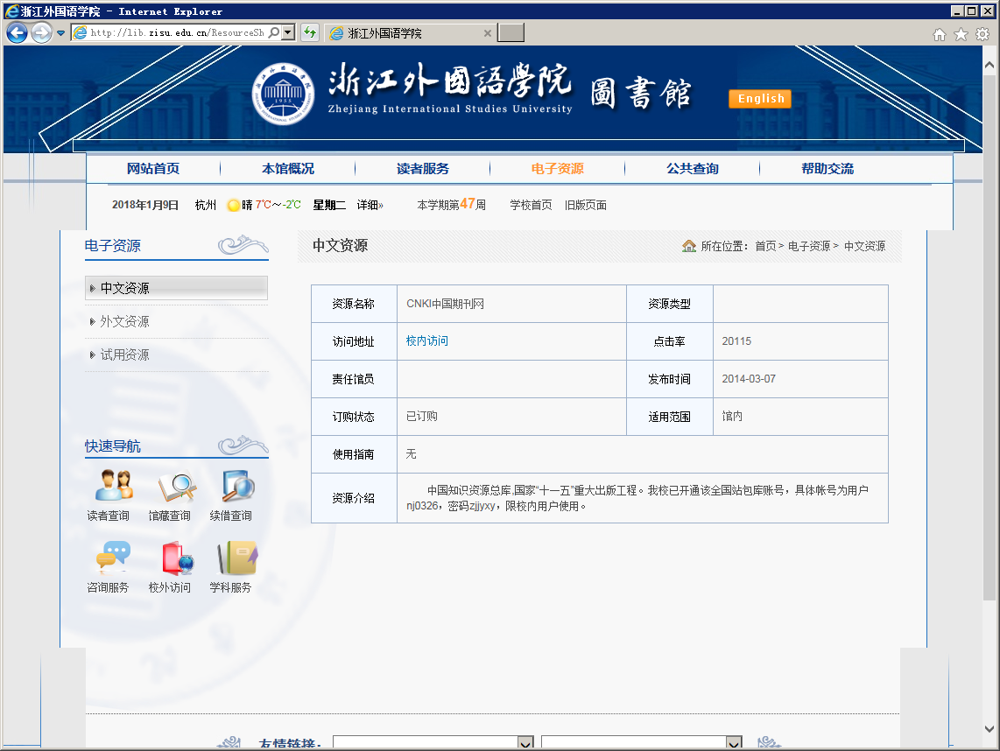 浙江外国语学院 - Internet Explorer
http://lib.zisu.edu.cn/ResourceSh
浙江外国语学院
浙江外國語學院 圖書館
Zhejiang International Studies University
English
网站首页 本馆概况 读者服务 电子资源 公共查询 帮助交流
2018年1月9日 杭州 晴 7℃~-2℃ 星期二 详细» 本学期第47周 学校首页 旧版页面
电子资源
中文资源
外文资源
试用资源
快速导航
读者查询 馆藏查询 续借查询
咨询服务 校外访问 学科服务
中文资源 所在位置：首页 > 电子资源 > 中文资源
资源名称 CNKI中国期刊网 资源类型
访问地址 校内访问 点击率 20115
责任馆员 发布时间 2014-03-07
订购状态 已订购 适用范围 馆内
使用指南 无
资源介绍 中国知识资源总库,国家“十一五”重大出版工程。我校已开通该全国站包库账号，具体帐号为用户
nj0326，密码zjjyxy，限校内用户使用。
友情链接：